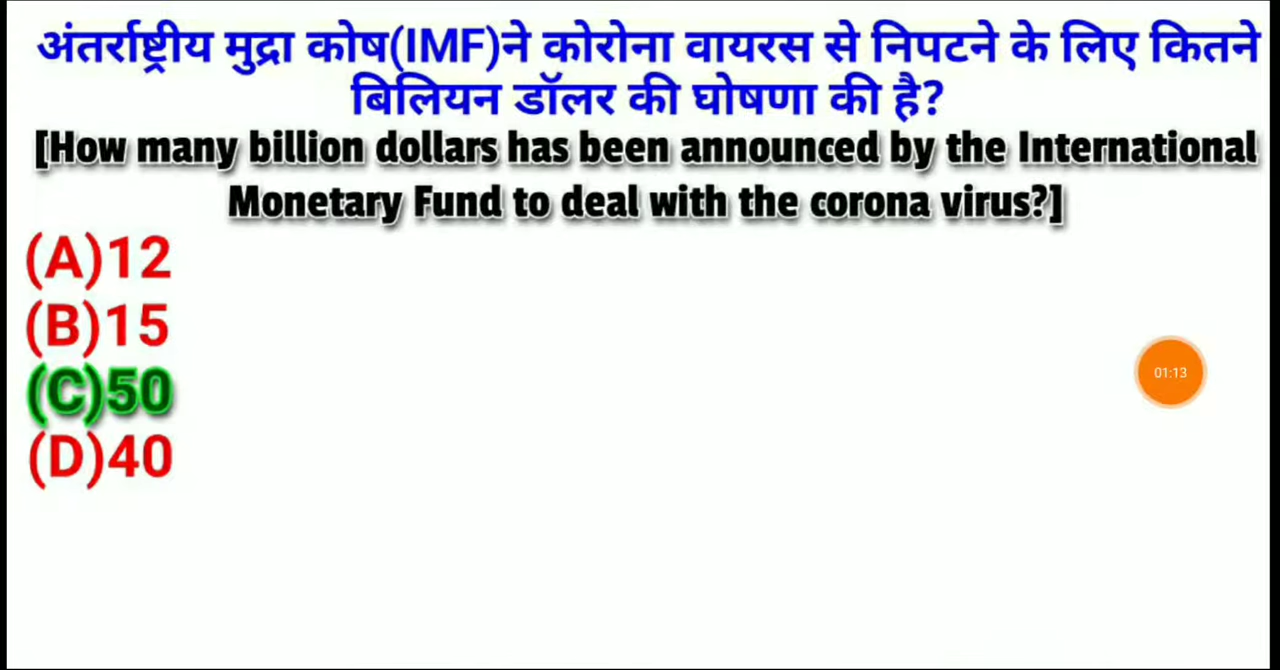 अंतर्राष्ट्रीय मुद्रा कोष(IMF)ने कोरोना वायरस से निपटने के लिए कितने
बिलियन डॉलर की घोषणा की है?
[How many billion dollars has been announced by the International
Monetary Fund to deal with the corona virus?]
(A)12
(B)15
(C)50
(D)40
01:13